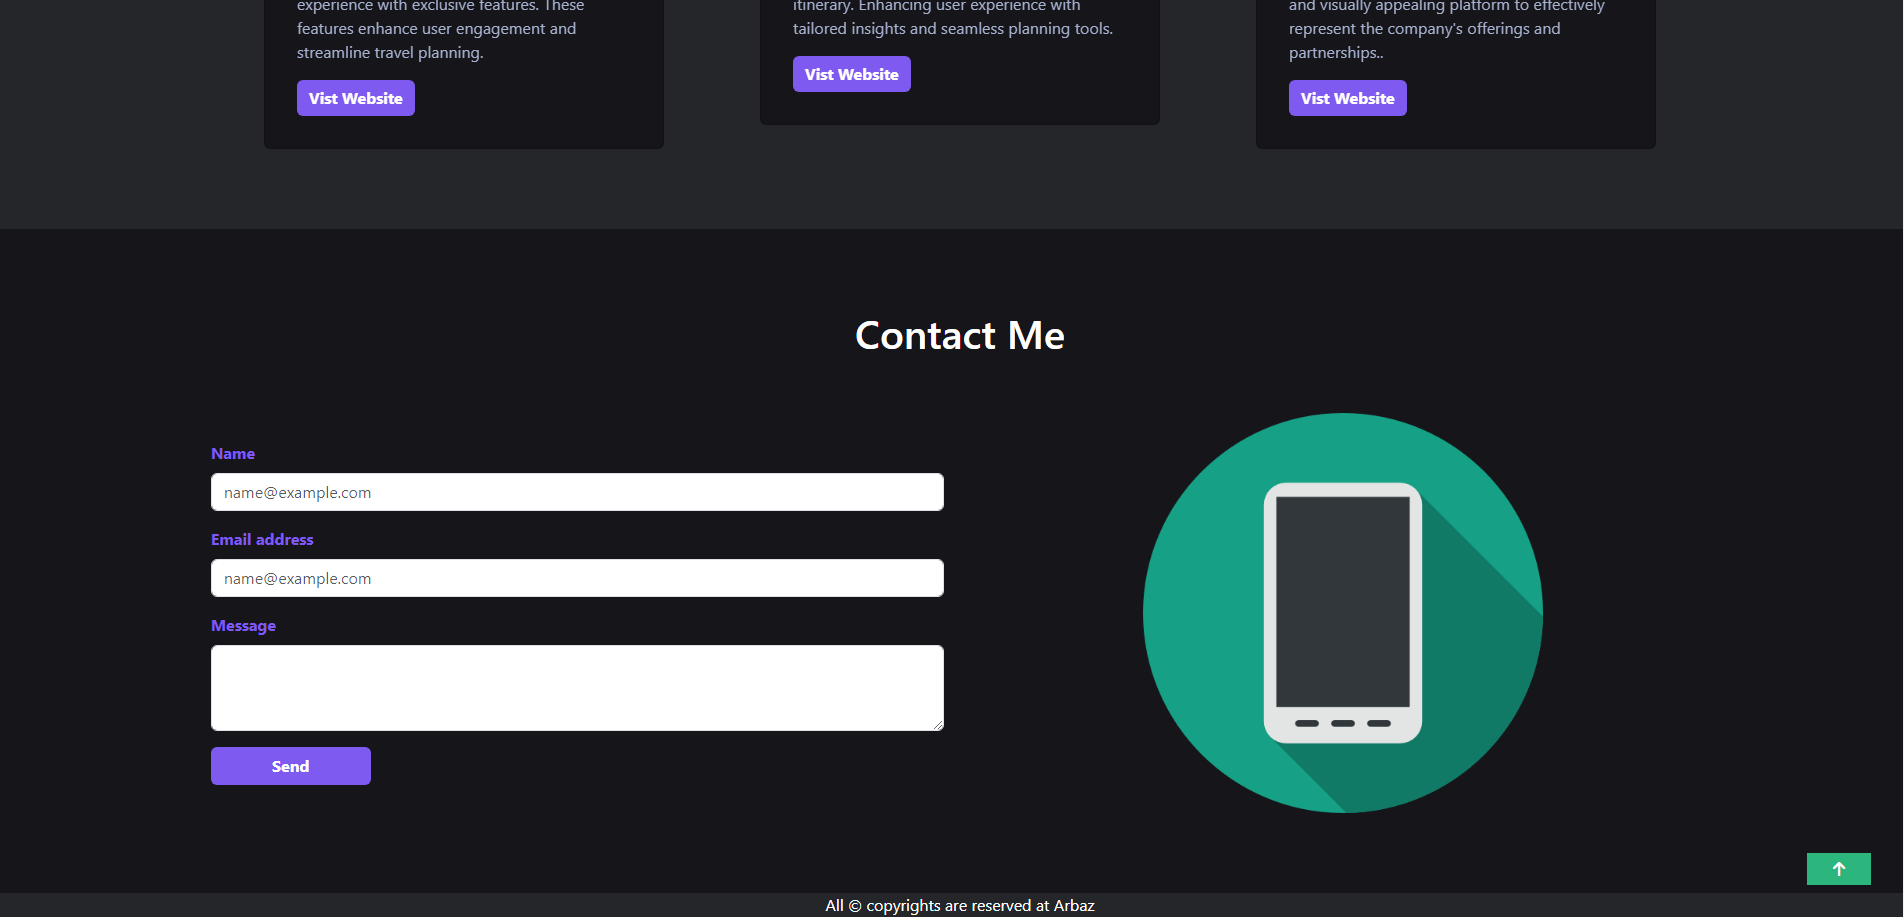 experience with exclusive features. These
features enhance user engagement and
streamline travel planning.
Vist Website
itinerary. Enhancing user experience with
tailored insights and seamless planning tools.
Vist Website
and visually appealing platform to effectively
represent the company's offerings and
partnerships..
Vist Website
Contact Me
Name
name@example.com
Email address
name@example.com
Message
Send
All © copyrights are reserved at Arbaz